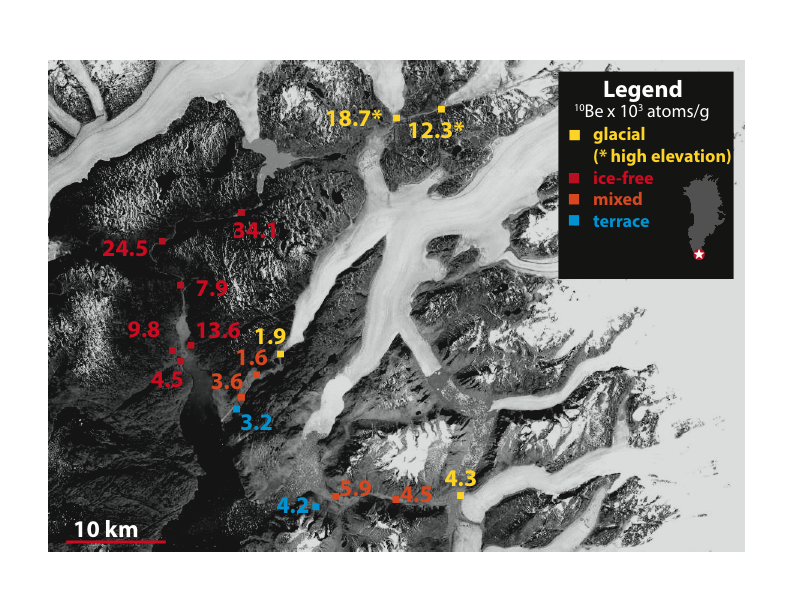 Legend
¹⁰Be x 10³ atoms/g
glacial
(* high elevation)
ice-free
mixed
terrace
18.7*
12.3*
34.1
24.5
7.9
9.8
13.6
4.5
1.9
1.6
3.6
3.2
4.3
5.9
4.5
4.2
10 km